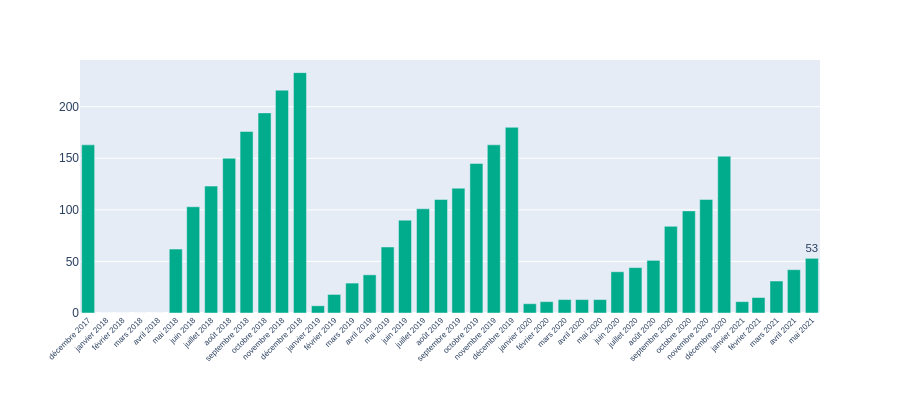 200
150
100
50
0
53
décembre 2017
janvier 2018
février 2018
mars 2018
avril 2018
mai 2018
juin 2018
juillet 2018
août 2018
septembre 2018
octobre 2018
novembre 2018
décembre 2018
janvier 2019
février 2019
mars 2019
avril 2019
mai 2019
juin 2019
juillet 2019
août 2019
septembre 2019
octobre 2019
novembre 2019
décembre 2019
janvier 2020
février 2020
mars 2020
avril 2020
mai 2020
juin 2020
juillet 2020
août 2020
septembre 2020
octobre 2020
novembre 2020
décembre 2020
janvier 2021
février 2021
mars 2021
avril 2021
mai 2021